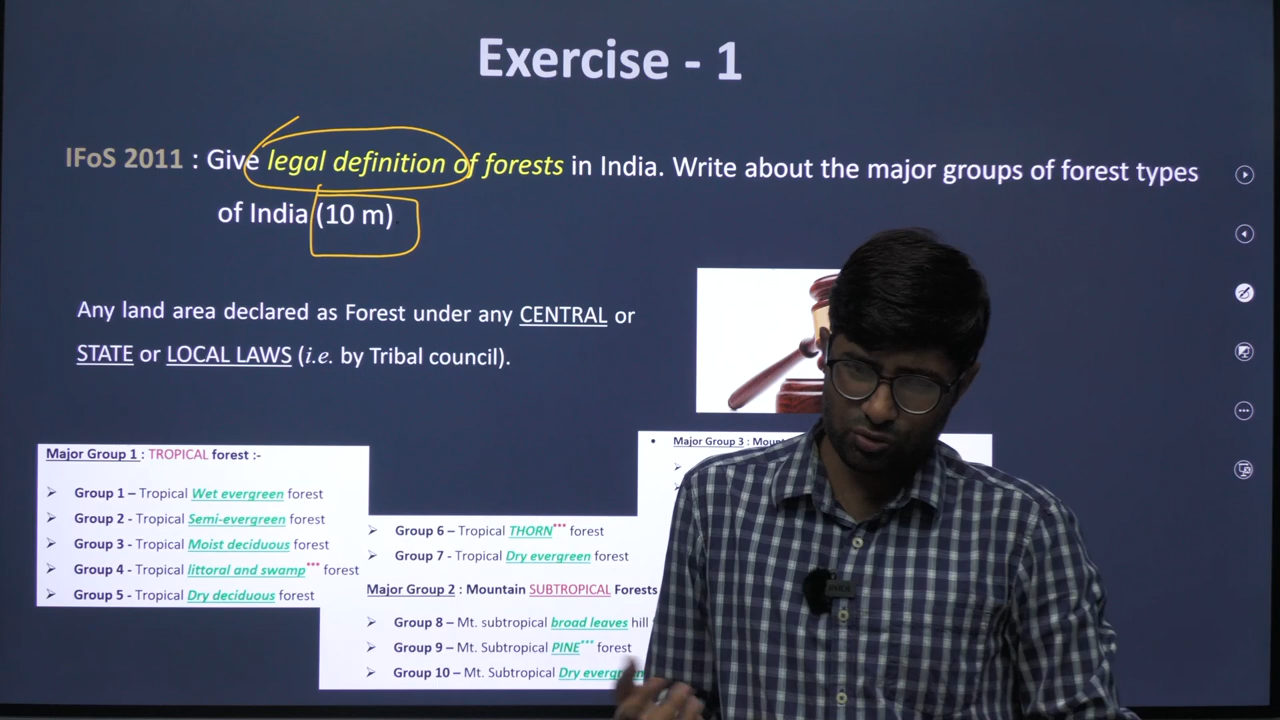 Exercise - 1
IFoS 2011 : Give legal definition of forests in India. Write about the major groups of forest types
of India (10 m)
Any land area declared as Forest under any CENTRAL or
STATE or LOCAL LAWS (i.e. by Tribal council).
Major Group 1 : TROPICAL forest :-
➢ Group 1 – Tropical Wet evergreen forest
➢ Group 2 - Tropical Semi-evergreen forest
➢ Group 3 - Tropical Moist deciduous forest
➢ Group 4 - Tropical littoral and swamp*** forest
➢ Group 5 - Tropical Dry deciduous forest
➢ Group 6 – Tropical THORN*** forest
➢ Group 7 - Tropical Dry evergreen forest
Major Group 2 : Mountain SUBTROPICAL Forests
➢ Group 8 – Mt. subtropical broad leaves hill
➢ Group 9 – Mt. Subtropical PINE*** forest
➢ Group 10 – Mt. Subtropical Dry evergreen
• Major Group 3 :